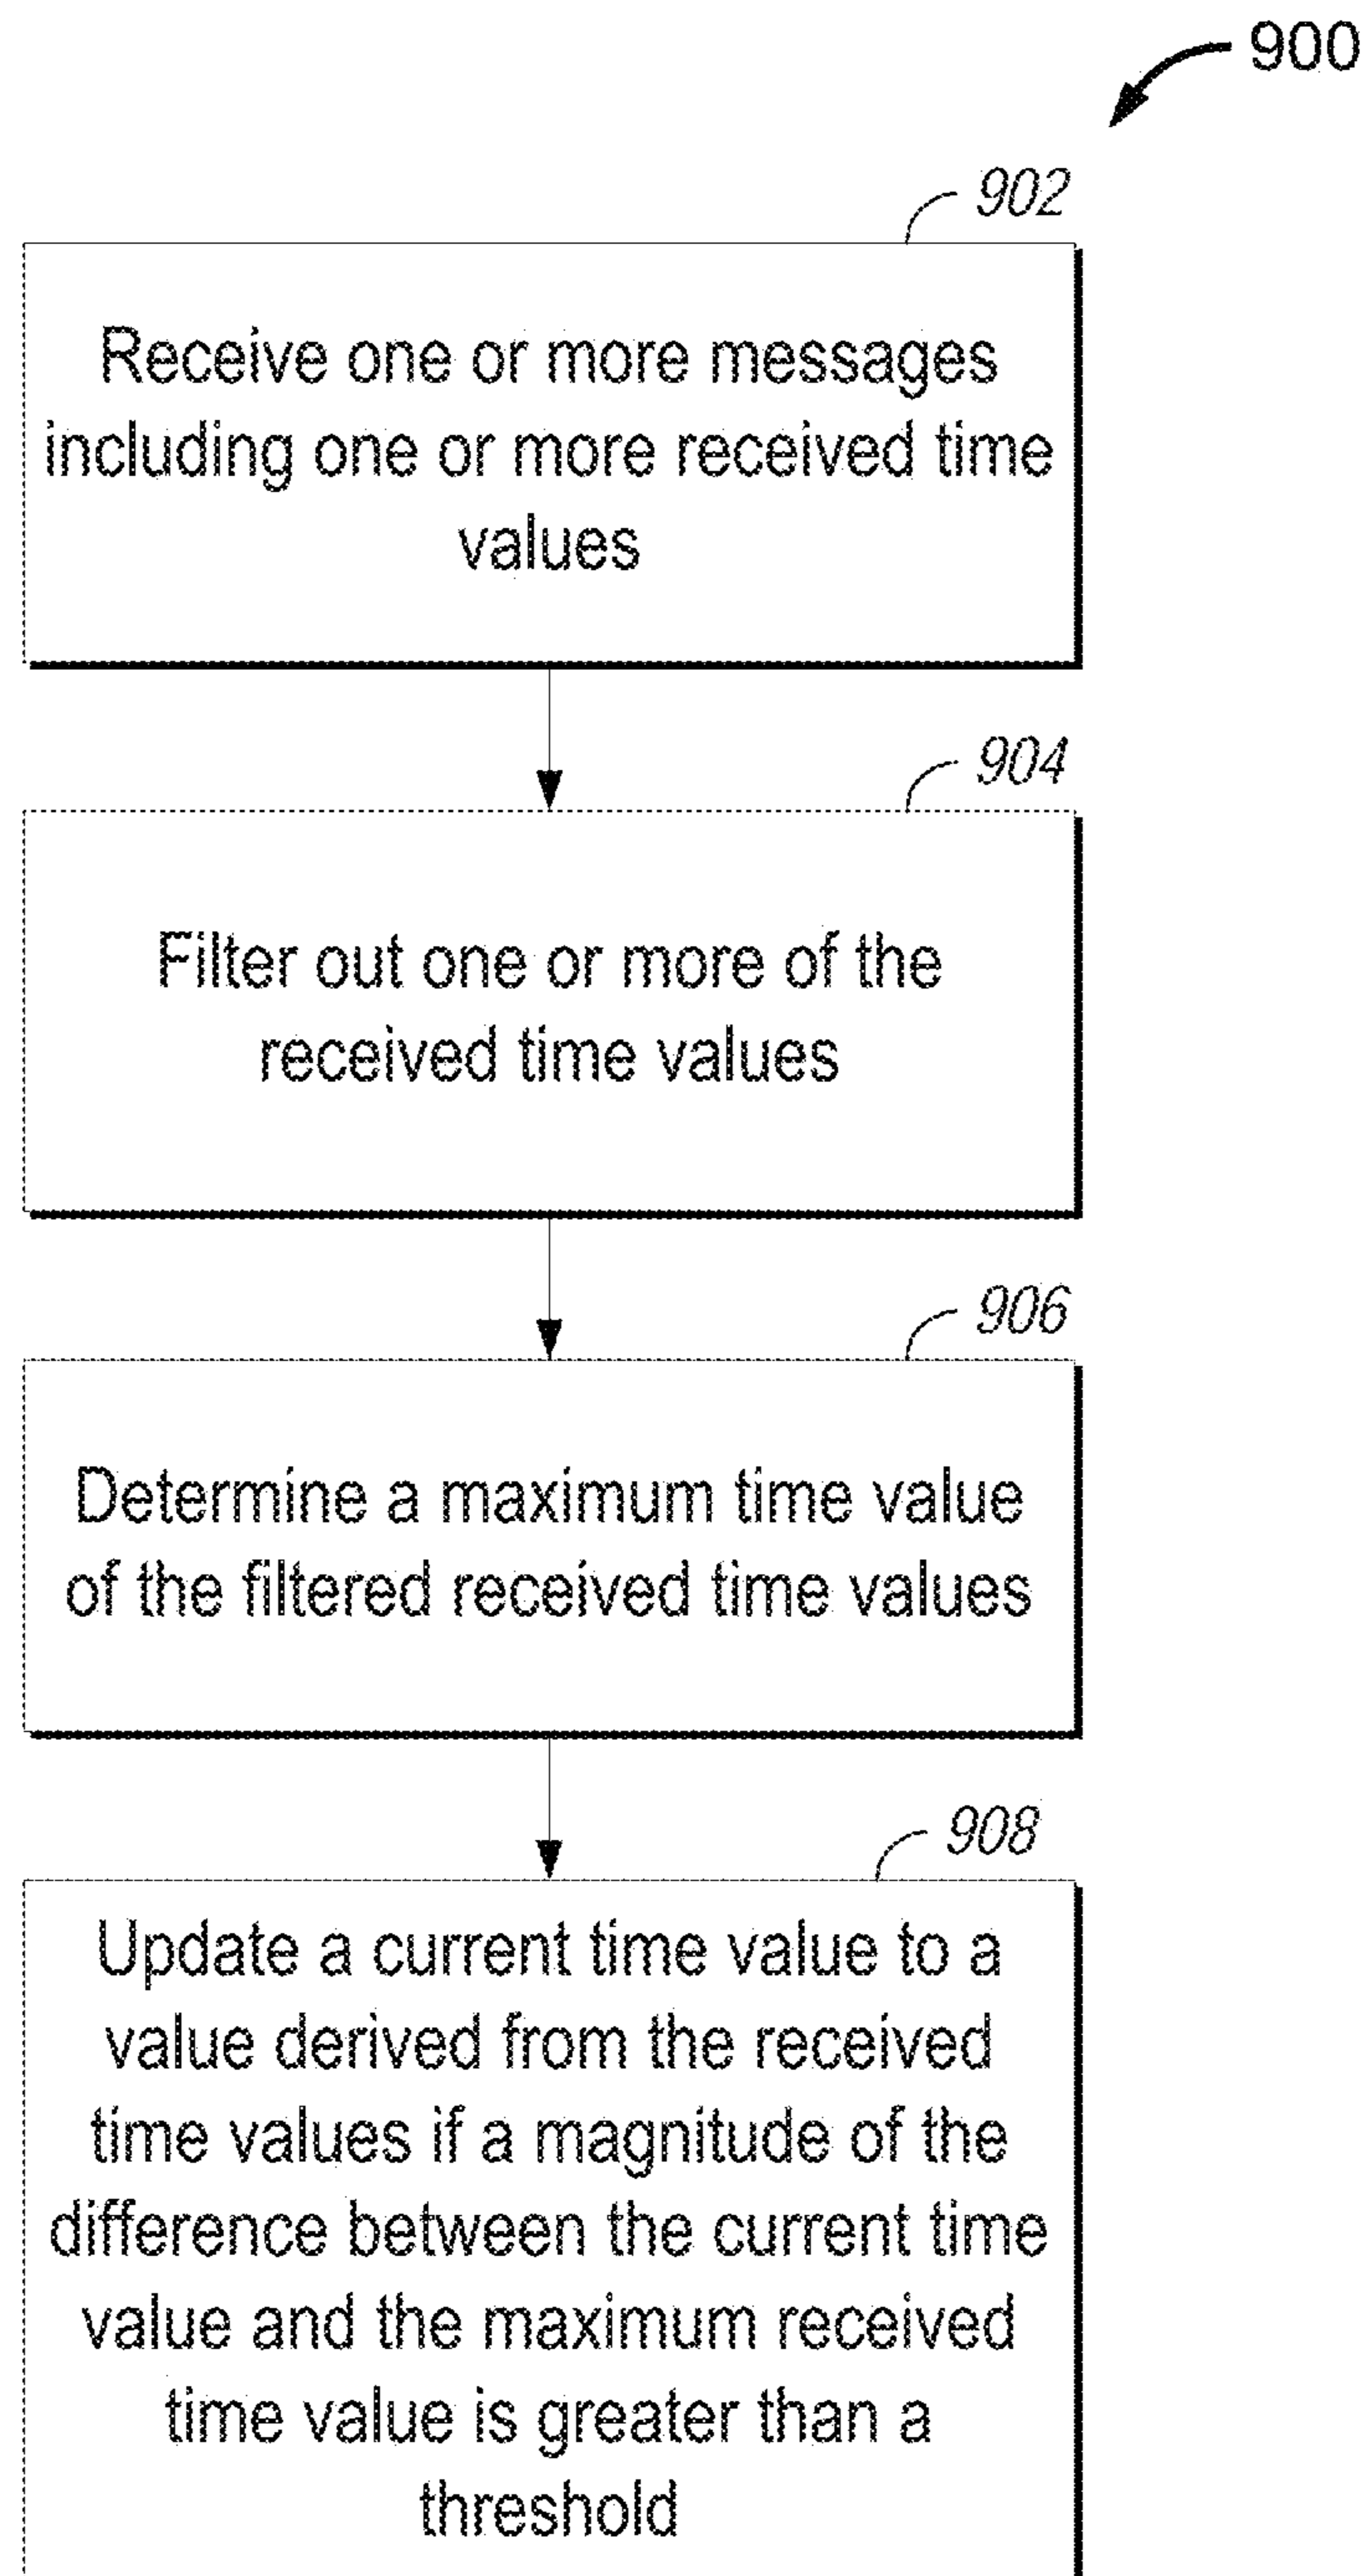 900
902
Receive one or more messages
including one or more received time
values
904
Filter out one or more of the
received time values
906
Determine a maximum time value
of the filtered received time values
908
Update a current time value to a
value derived from the received
time values if a magnitude of the
difference between the current time
value and the maximum received
time value is greater than a
threshold